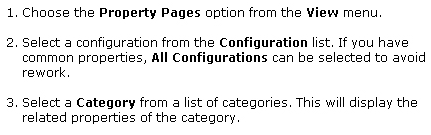 1. Choose the Property Pages option from the View menu.
2. Select a configuration from the Configuration list. If you have
common properties, All Configurations can be selected to avoid
rework.
3. Select a Category from a list of categories. This will display the
related properties of the category.